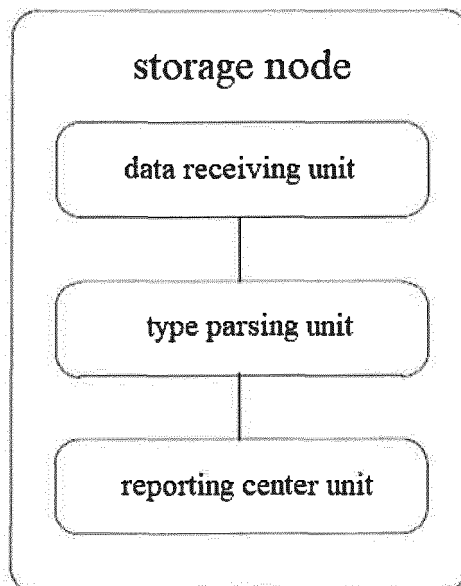 storage node
data receiving unit
type parsing unit
reporting center unit